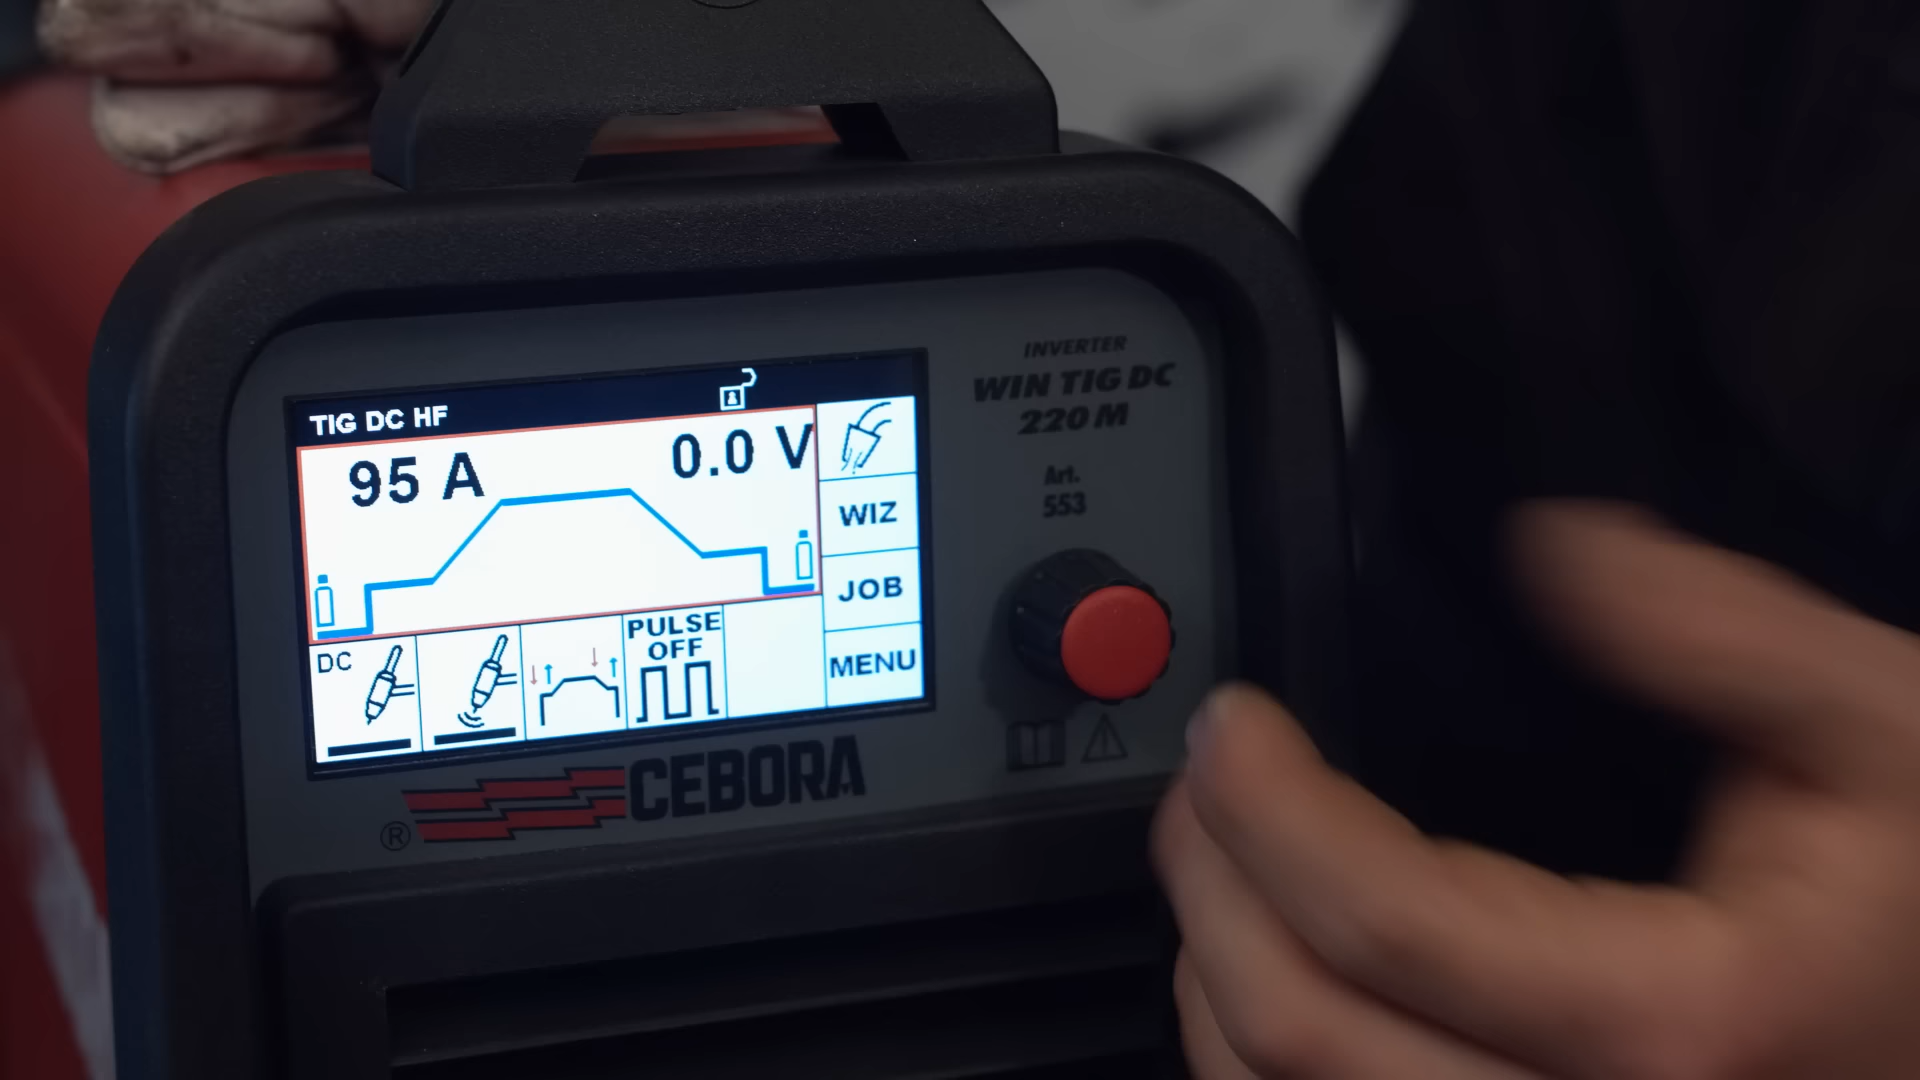 TIG DC HF
95 A
0.0 V
WIZ
JOB
MENU
DC
PULSE
OFF
INVERTER
WIN TIG DC
220 M
Art.
553
® CEBORA